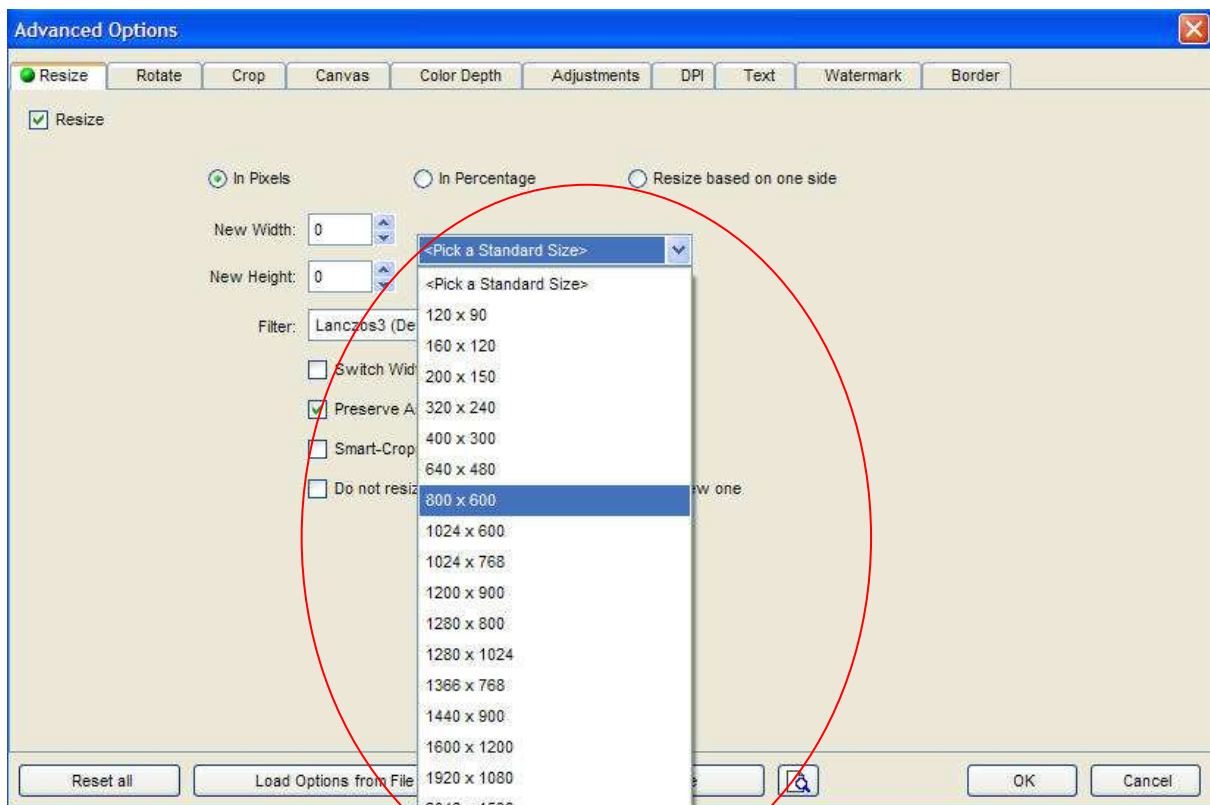 Advanced Options
Resize Rotate Crop Canvas Color Depth Adjustments DPI Text Watermark Border
Resize
In Pixels In Percentage Resize based on one side
New Width: 0
<Pick a Standard Size>
New Height: 0
<Pick a Standard Size>
Filter: Lanczos3
120 x 90
160 x 120
Switch
200 x 150
Preserve
320 x 240
400 x 300
Smart-Crop
640 x 480
Do not
800 x 600
one
1024 x 600
1024 x 768
1200 x 900
1280 x 800
1280 x 1024
1366 x 768
1440 x 900
1600 x 1200
1920 x 1080
Reset all Load Options from File OK Cancel